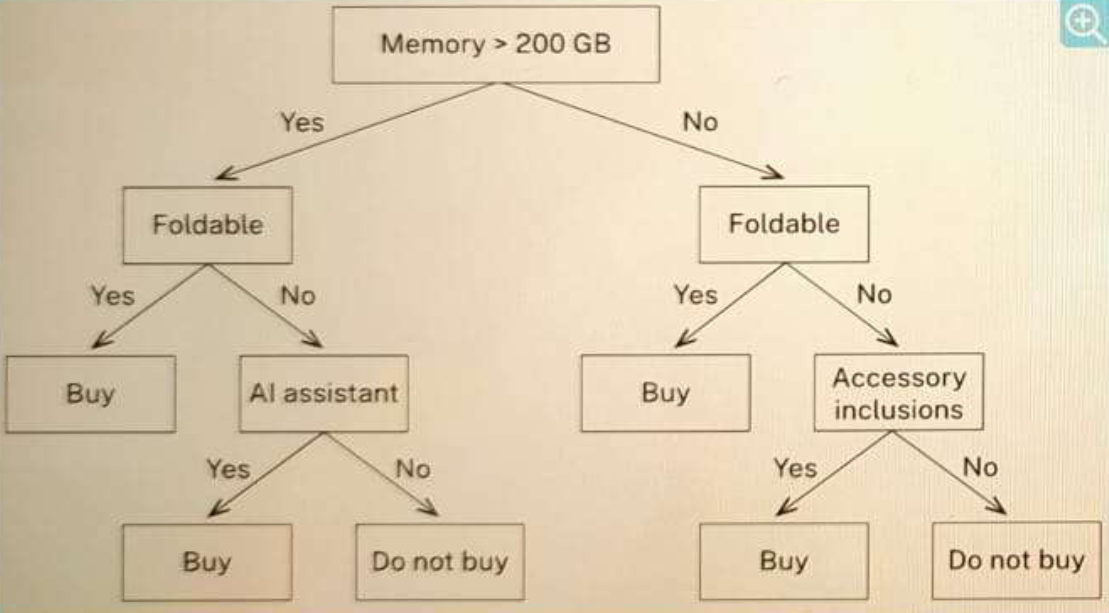 Memory > 200 GB
Yes
No
Foldable
Foldable
Yes
No
Yes
No
Buy
AI assistant
Buy
Accessory
inclusions
Yes
No
Yes
No
Buy
Do not buy
Buy
Do not buy